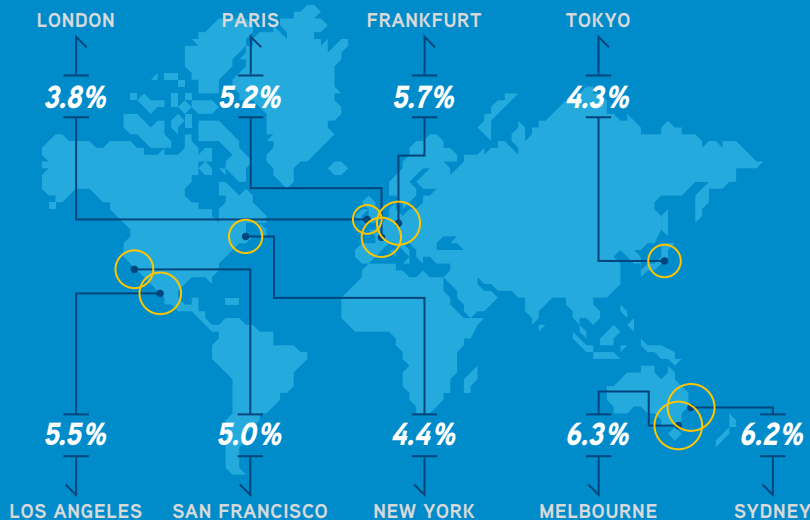 LONDON PARIS FRANKFURT TOKYO
3.8% 5.2% 5.7% 4.3%
5.5% 5.0% 4.4% 6.3% 6.2%
LOS ANGELES SAN FRANCISCO NEW YORK MELBOURNE SYDNEY